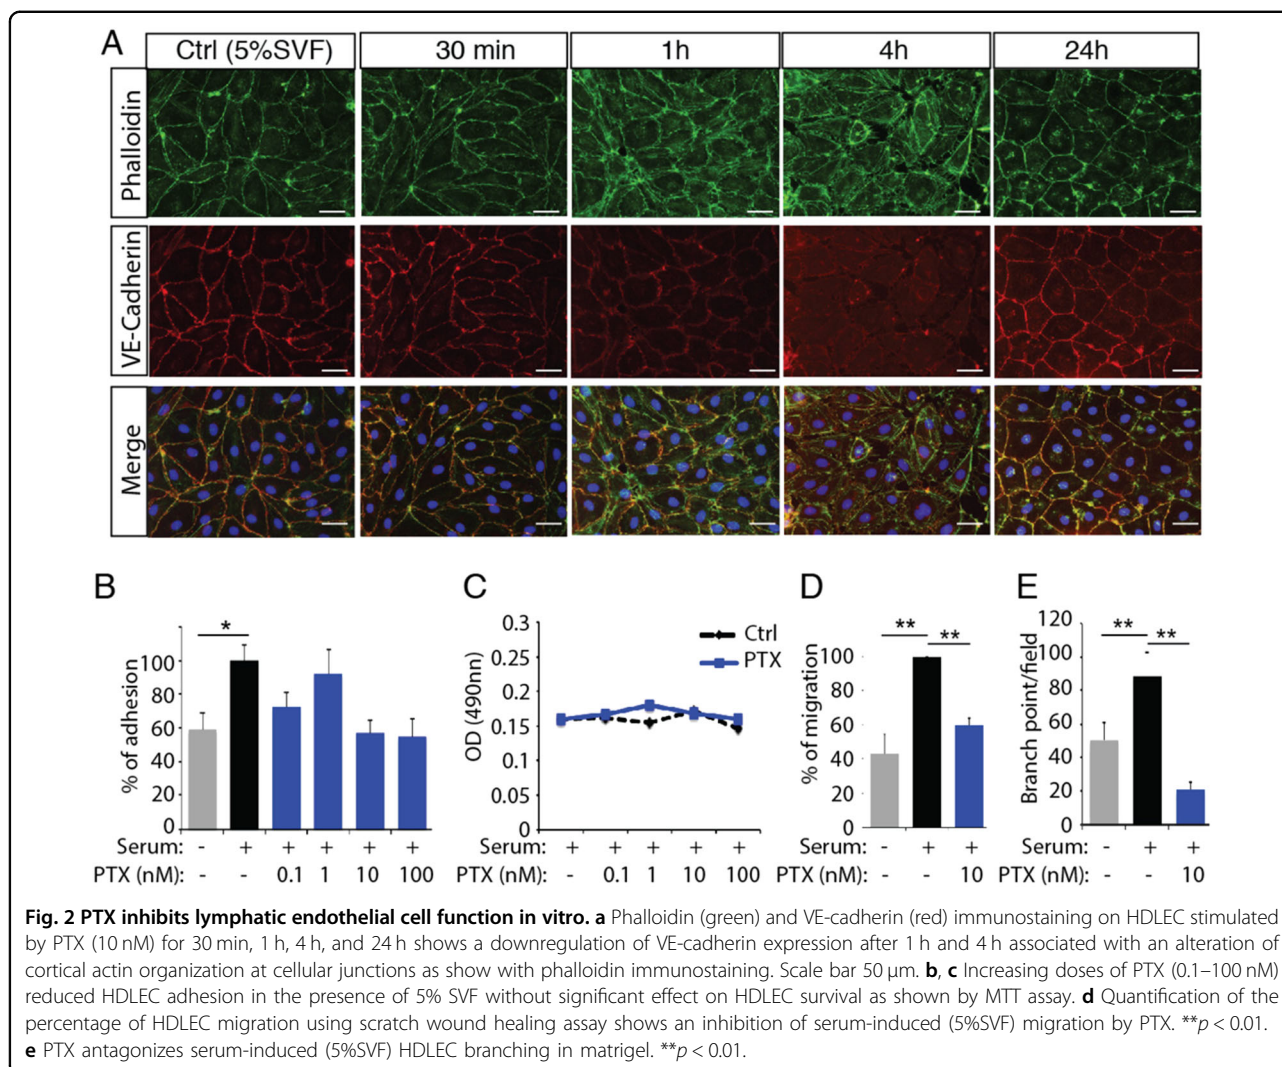 A
Ctrl (5%SVF) 30 min 1h 4h 24h
Phalloidin
VE-Cadherin
Merge
B
% of adhesion
100
80
60
40
20
0
*
Serum: - + + + + +
PTX (nM): - - 0.1 1 10 100
C
OD (490nn)
0.3
0.25
0.2
0.15
0.1
0.05
0
Ctrl
PTX
Serum: + + + + +
PTX (nM): - 0.1 1 10 100
D
% of migration
100
80
60
40
20
0
** **
Serum: - + +
PTX (nM): - - 10
E
Branch point/field
120
100
80
60
40
20
0
** **
Serum: - + +
PTX (nM): - - 10
Fig. 2 PTX inhibits lymphatic endothelial cell function in vitro. a Phalloidin (green) and VE-cadherin (red) immunostaining on HDLEC stimulated
by PTX (10 nM) for 30 min, 1 h, 4 h, and 24 h shows a downregulation of VE-cadherin expression after 1 h and 4 h associated with an alteration of
cortical actin organization at cellular junctions as show with phalloidin immunostaining. Scale bar 50 μm. b, c Increasing doses of PTX (0.1–100 nM)
reduced HDLEC adhesion in the presence of 5% SVF without significant effect on HDLEC survival as shown by MTT assay. d Quantification of the
percentage of HDLEC migration using scratch wound healing assay shows an inhibition of serum-induced (5%SVF) migration by PTX. **p < 0.01.
e PTX antagonizes serum-induced (5%SVF) HDLEC branching in matrigel. **p < 0.01.